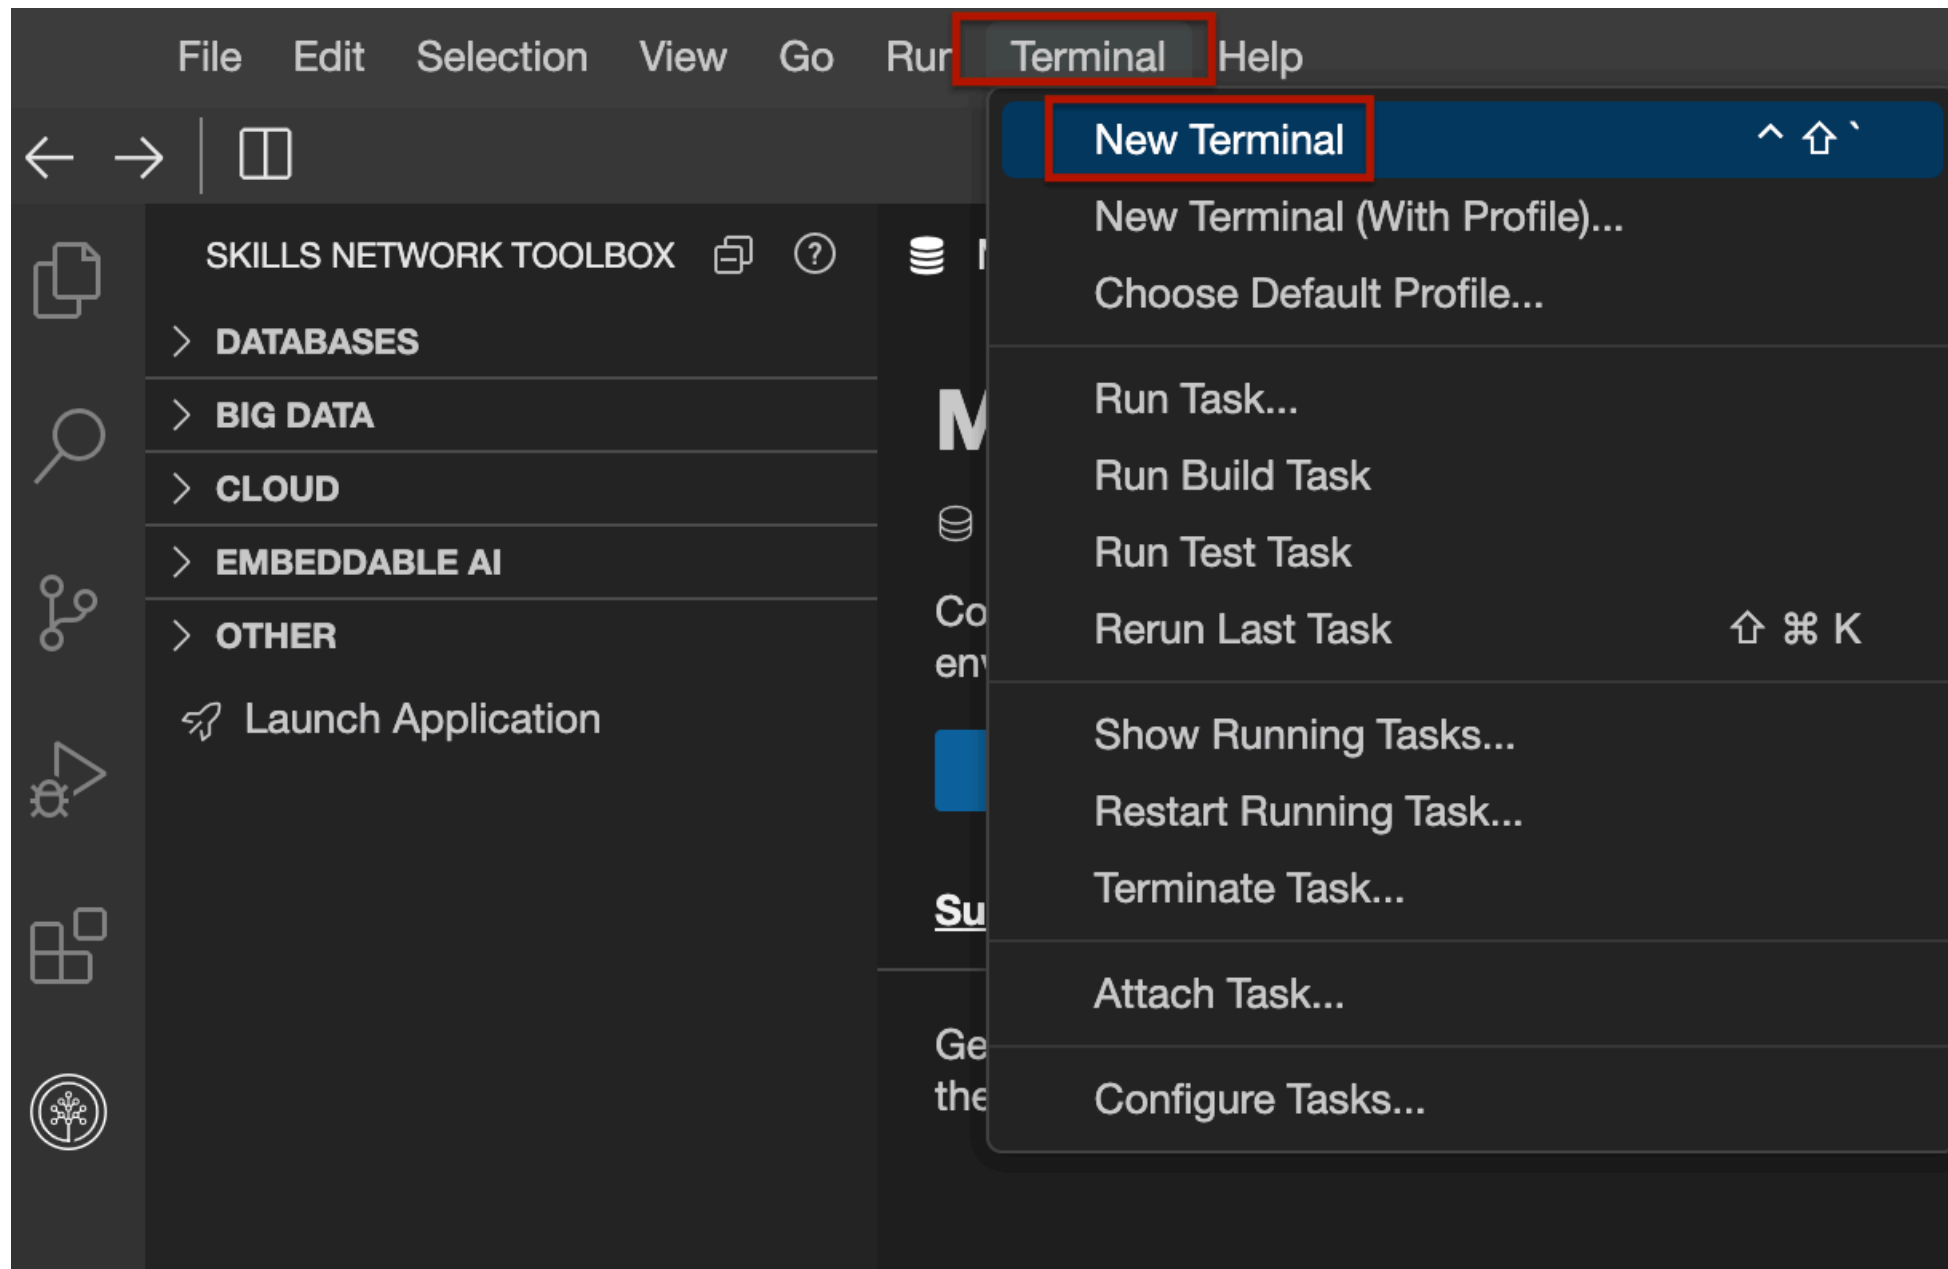 File Edit Selection View Go Run Terminal Help
New Terminal ^ ⇧ `
New Terminal (With Profile)...
Choose Default Profile...
Run Task...
Run Build Task
Run Test Task
Rerun Last Task ⇧ ⌘ K
Show Running Tasks...
Restart Running Task...
Terminate Task...
Attach Task...
Configure Tasks...
SKILLS NETWORK TOOLBOX
DATABASES
BIG DATA
CLOUD
EMBEDDABLE AI
OTHER
Launch Application